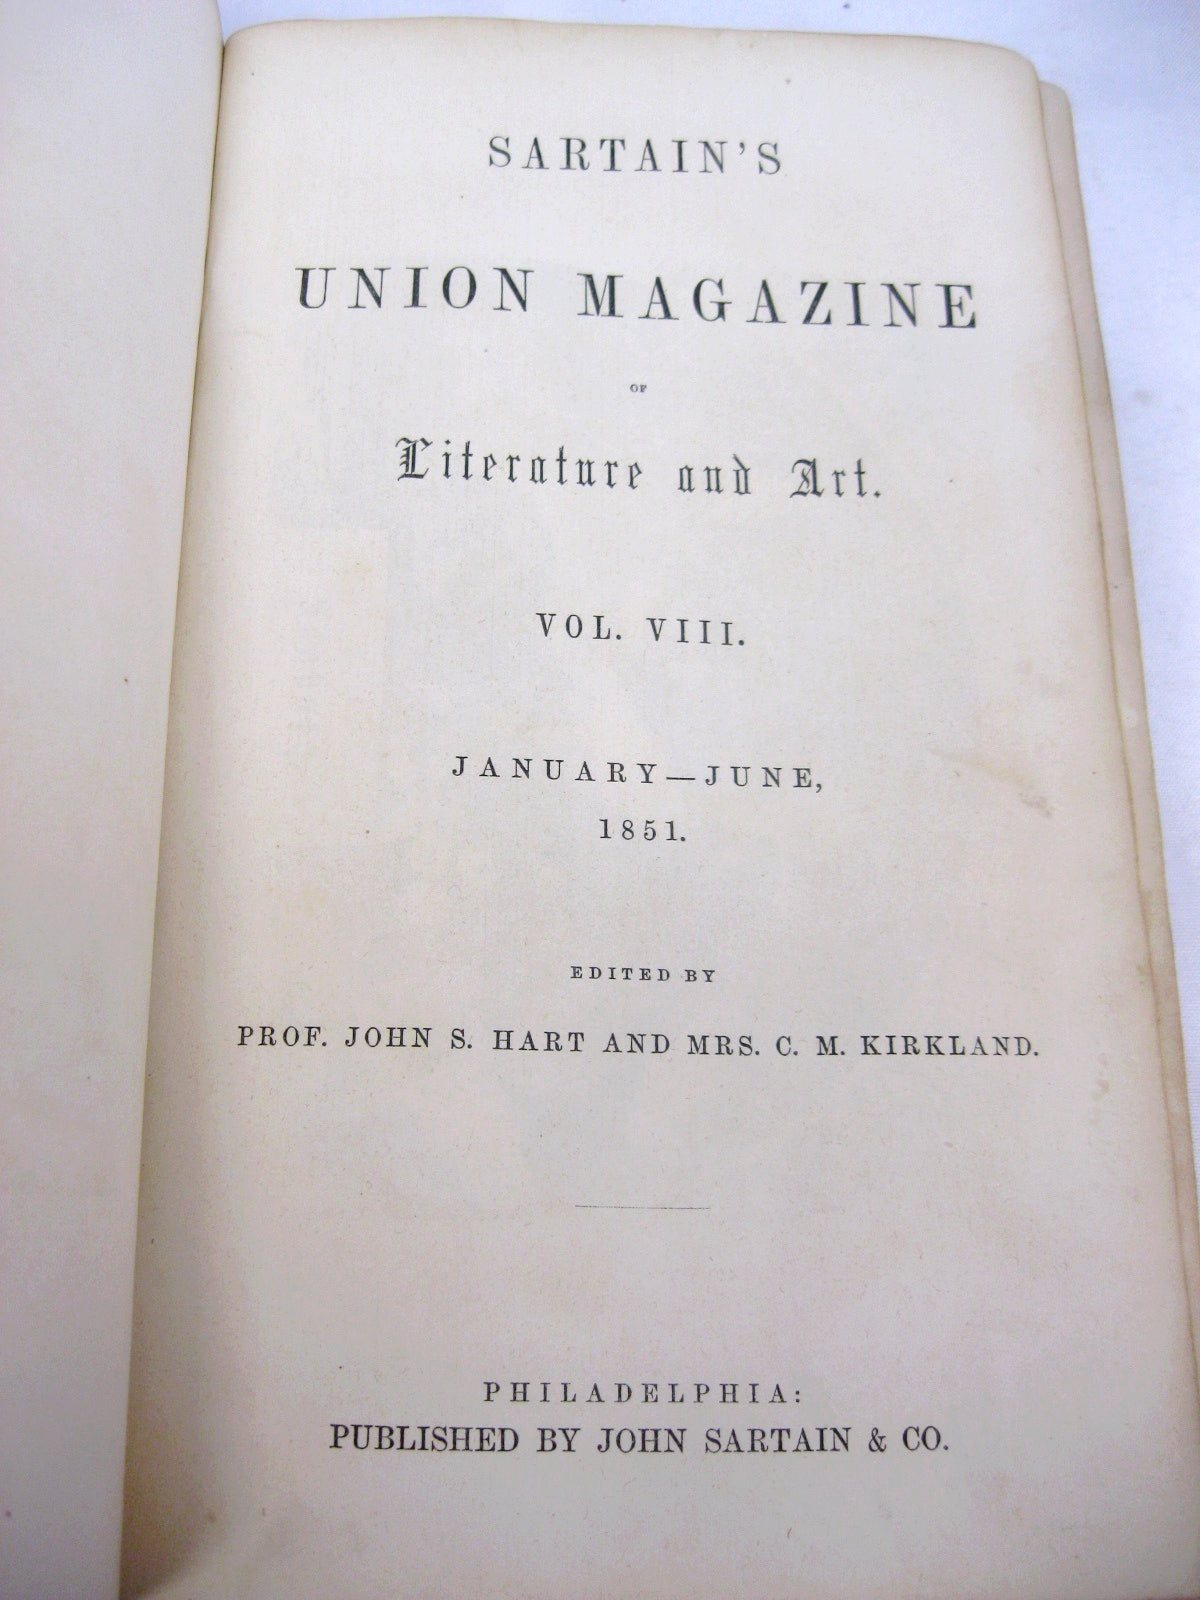 SARTAIN'S
UNION MAGAZINE
OF
Literature and Art.
VOL. VIII.
JANUARY—JUNE,
1851.
EDITED BY
PROF. JOHN S. HART AND MRS. C. M. KIRKLAND.
PHILADELPHIA:
PUBLISHED BY JOHN SARTAIN & CO.